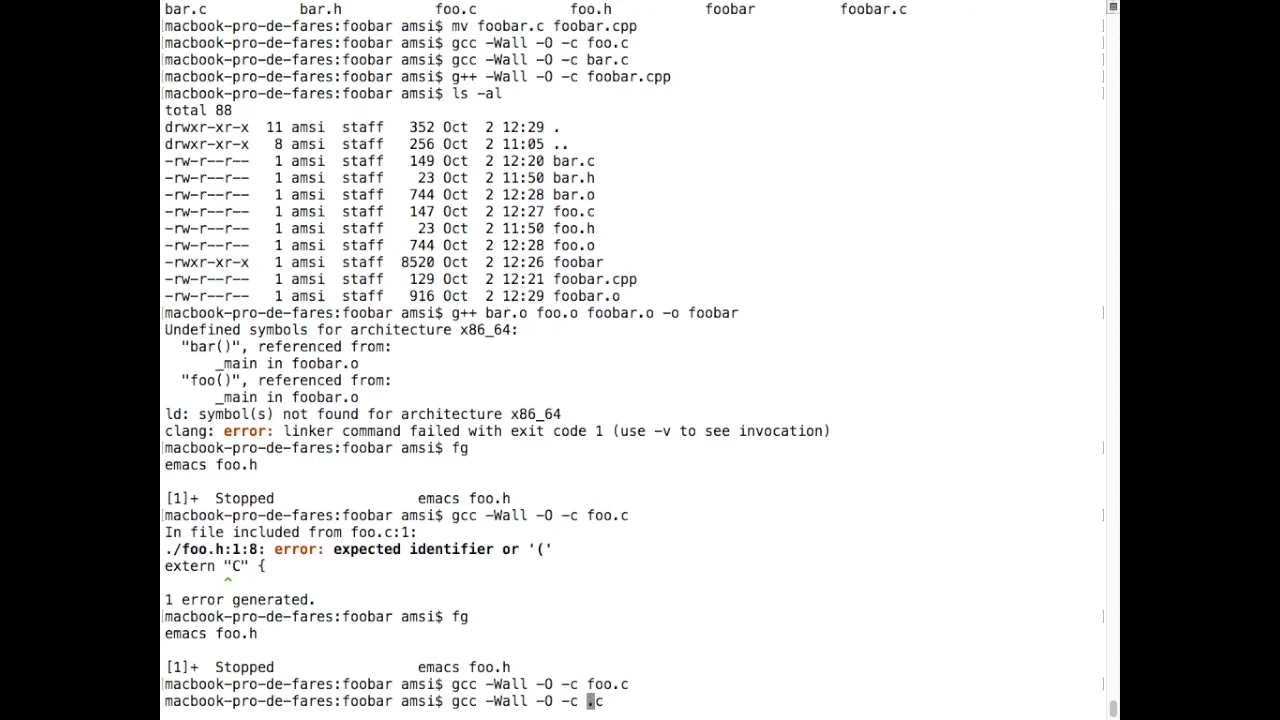 bar.c bar.h foo.c foo.h foobar foobar.c
macbook-pro-de-fares:foobar amsi$ mv foobar.c foobar.cpp
macbook-pro-de-fares:foobar amsi$ gcc -Wall -O -c foo.c
macbook-pro-de-fares:foobar amsi$ gcc -Wall -O -c bar.c
macbook-pro-de-fares:foobar amsi$ g++ -Wall -O -c foobar.cpp
macbook-pro-de-fares:foobar amsi$ ls -al
total 88
drwxr-xr-x 11 amsi staff 352 Oct 2 12:29 .
drwxr-xr-x 8 amsi staff 256 Oct 2 11:05 ..
-rw-r--r-- 1 amsi staff 149 Oct 2 12:20 bar.c
-rw-r--r-- 1 amsi staff 23 Oct 2 11:50 bar.h
-rw-r--r-- 1 amsi staff 744 Oct 2 12:28 bar.o
-rw-r--r-- 1 amsi staff 147 Oct 2 12:27 foo.c
-rw-r--r-- 1 amsi staff 23 Oct 2 11:50 foo.h
-rw-r--r-- 1 amsi staff 744 Oct 2 12:28 foo.o
-rwxr-xr-x 1 amsi staff 8520 Oct 2 12:26 foobar
-rw-r--r-- 1 amsi staff 129 Oct 2 12:21 foobar.cpp
-rw-r--r-- 1 amsi staff 916 Oct 2 12:29 foobar.o
macbook-pro-de-fares:foobar amsi$ g++ bar.o foo.o foobar.o -o foobar
Undefined symbols for architecture x86_64:
"bar()", referenced from:
_main in foobar.o
"foo()", referenced from:
_main in foobar.o
ld: symbol(s) not found for architecture x86_64
clang: error: linker command failed with exit code 1 (use -v to see invocation)
macbook-pro-de-fares:foobar amsi$ fg
emacs foo.h
[1]+ Stopped emacs foo.h
macbook-pro-de-fares:foobar amsi$ gcc -Wall -O -c foo.c
In file included from foo.c:1:
./foo.h:1:8: error: expected identifier or '('
extern "C" {
^
1 error generated.
macbook-pro-de-fares:foobar amsi$ fg
emacs foo.h
[1]+ Stopped emacs foo.h
macbook-pro-de-fares:foobar amsi$ gcc -Wall -O -c foo.c
macbook-pro-de-fares:foobar amsi$ gcc -Wall -O -c .c